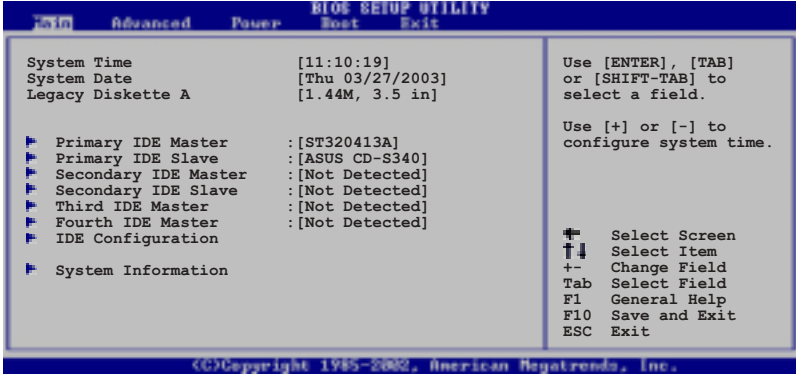 BIOS SETUP UTILITY
Main Advanced Power Boot Exit
System Time [11:10:19]
System Date [Thu 03/27/2003]
Legacy Diskette A [1.44M, 3.5 in]
Primary IDE Master :[ST320413A]
Primary IDE Slave :[ASUS CD-S340]
Secondary IDE Master :[Not Detected]
Secondary IDE Slave :[Not Detected]
Third IDE Master :[Not Detected]
Fourth IDE Master :[Not Detected]
IDE Configuration
System Information
Use [ENTER], [TAB]
or [SHIFT-TAB] to
select a field.
Use [+] or [-] to
configure system time.
Select Screen
↑↓ Select Item
+- Change Field
Tab Select Field
F1 General Help
F10 Save and Exit
ESC Exit
(C)Copyright 1985-2002, American Megatrends, Inc.